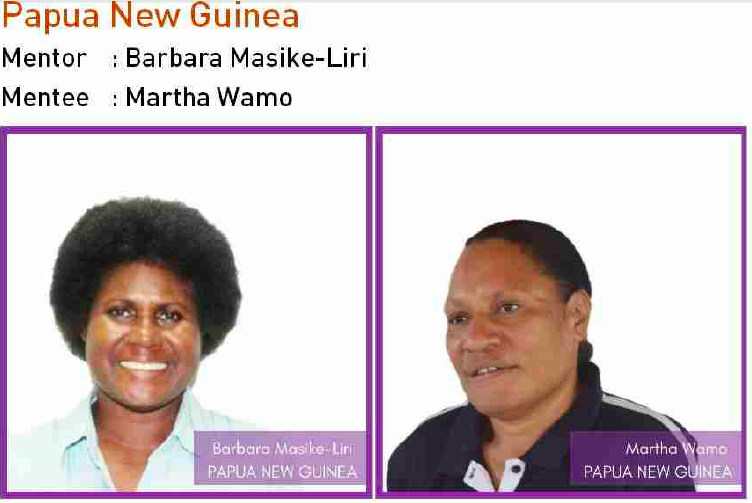 Papua New Guinea
Mentor : Barbara Masike-Liri
Mentee : Martha Wamo
Barbara Masike-Liri
PAPUA NEW GUINEA
Martha Wamo
PAPUA NEW GUINEA